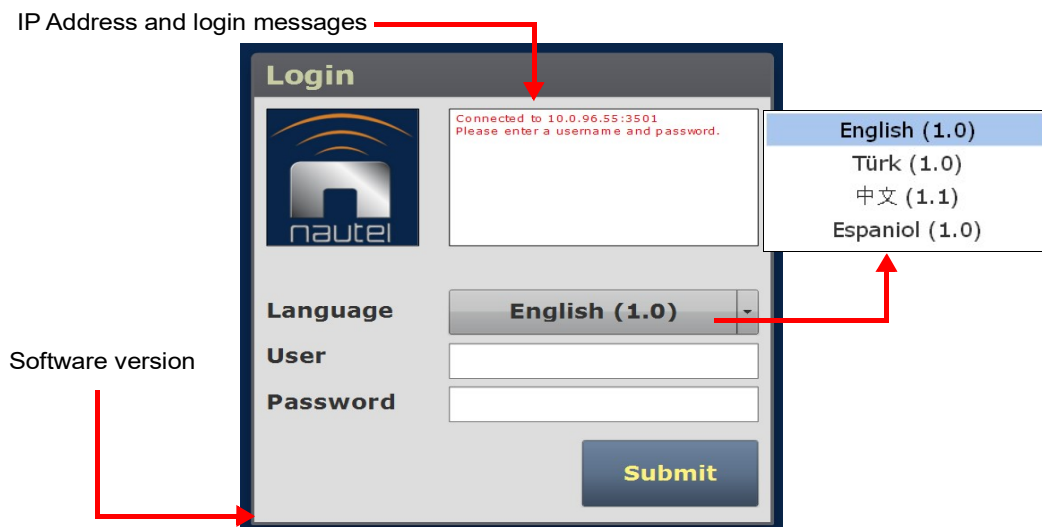 IP Address and login messages
Login
Connected to 10.0.96.55:3501
Please enter a username and password.
nautel
English (1.0)
Türk (1.0)
中文 (1.1)
Espaniol (1.0)
Language
English (1.0)
User
Software version
Password
Submit